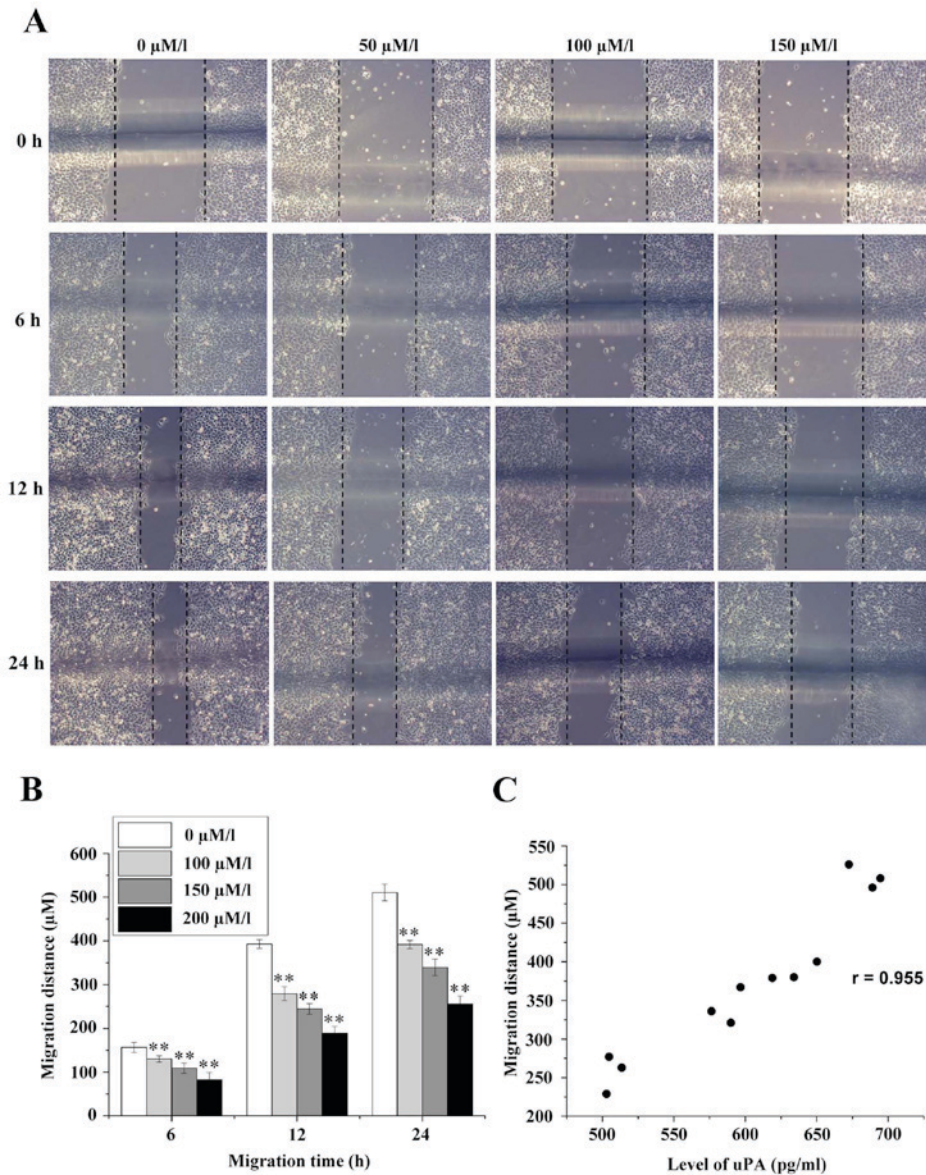 A
0 µM/l 50 µM/l 100 µM/l 150 µM/l
0 h
6 h
12 h
24 h
B
0 µM/l
100 µM/l
150 µM/l
200 µM/l
Migration distance (µM)
600
500
400
300
200
100
0
** ** **
** ** **
** ** **
6 12 24
Migration time (h)
C
Migration distance (µM)
550
500
450
400
350
300
250
200
r = 0.955
500 550 600 650 700
Level of uPA (pg/ml)